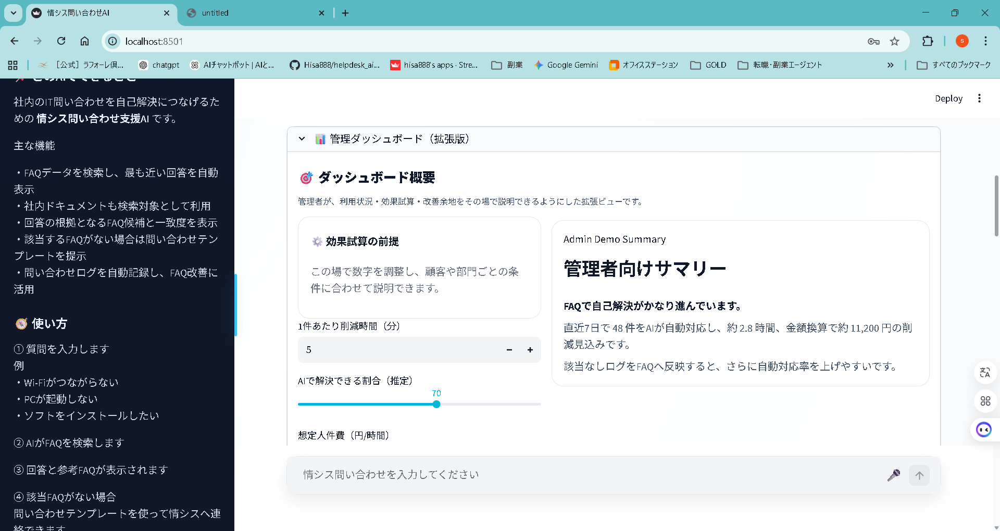 情シス問い合わせAI
untitled
localhost:8501
［公式］ラフォーレ倶...
chatgpt
AIチャットボット | AIと...
Hisa888/helpdesk_ai...
hisa888's apps · Stre...
副業
Google Gemini
オフィスステーション
GOLD
転職・副業エージェント
»
すべてのブックマーク
S
このAIでできること
社内のIT問い合わせを自己解決につなげるた
めの 情シス問い合わせ支援AI です。
主な機能
・FAQデータを検索し、最も近い回答を自動
表示
・社内ドキュメントも検索対象として利用
・回答の根拠となるFAQ候補と一致度を表示
・該当するFAQがない場合は問い合わせテン
プレートを提示
・問い合わせログを自動記録し、FAQ改善に
活用
使い方
① 質問を入力します
例
・Wi-Fiがつながらない
・PCが起動しない
・ソフトをインストールしたい
② AIがFAQを検索します
③ 回答と参考FAQが表示されます
④ 該当FAQがない場合
問い合わせテンプレートを使って情シスへ連
絡できます
Deploy
管理ダッシュボード（拡張版）
ダッシュボード概要
管理者が、利用状況・効果試算・改善余地をその場で説明できるようにした拡張ビューです。
効果試算の前提
この場で数字を調整し、顧客や部門ごとの条
件に合わせて説明できます。
1件あたり削減時間（分）
5
AIで解決できる割合（推定）
70
想定人件費（円/時間）
Admin Demo Summary
管理者向けサマリー
FAQで自己解決がかなり進んでいます。
直近7日で 48 件をAIが自動対応し、約 2.8 時間、金額換算で約 11,200 円の削
減見込みです。
該当なしログをFAQへ反映すると、さらに自動対応率を上げやすいです。
情シス問い合わせを入力してください